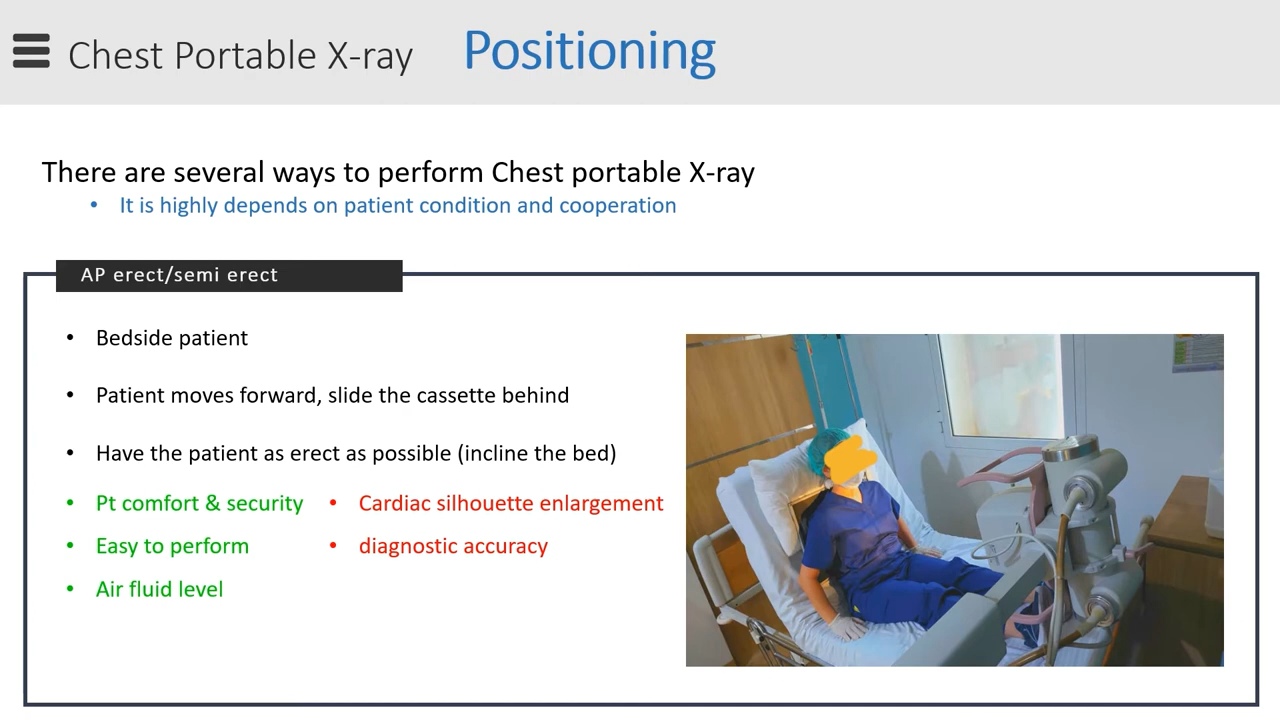 Chest Portable X-ray Positioning
There are several ways to perform Chest portable X-ray
• It is highly depends on patient condition and cooperation
AP erect/semi erect
• Bedside patient
• Patient moves forward, slide the cassette behind
• Have the patient as erect as possible (incline the bed)
• Pt comfort & security
• Easy to perform
• Air fluid level
• Cardiac silhouette enlargement
• diagnostic accuracy